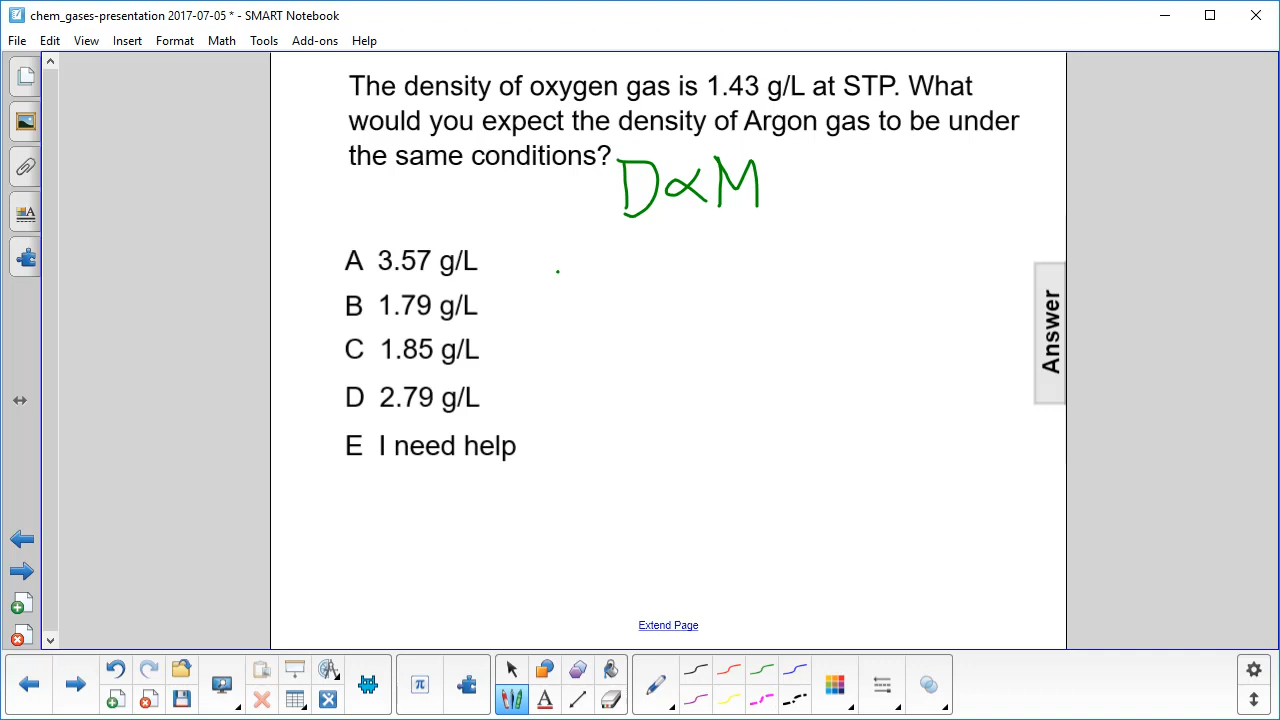 chem_gases-presentation 2017-07-05 * - SMART Notebook
File Edit View Insert Format Math Tools Add-ons Help
The density of oxygen gas is 1.43 g/L at STP. What
would you expect the density of Argon gas to be under
the same conditions?
D∝M
A 3.57 g/L
B 1.79 g/L
C 1.85 g/L
D 2.79 g/L
E I need help
Answer
Extend Page
π
A